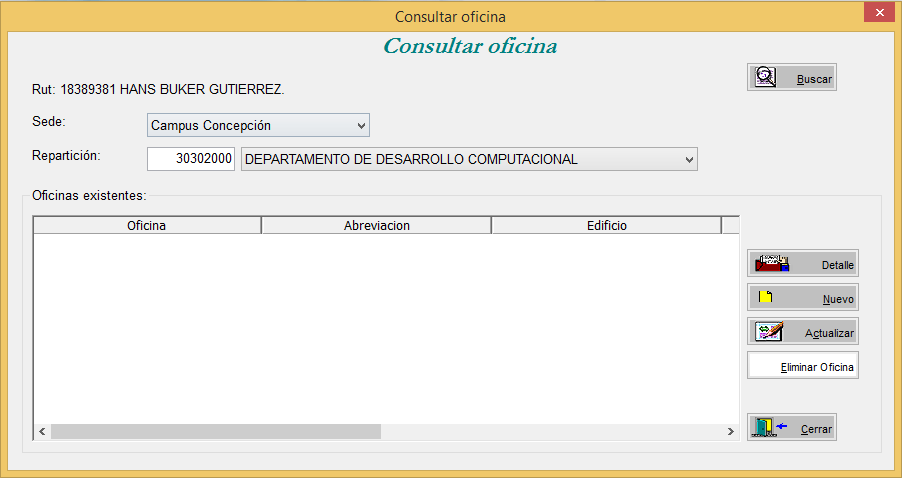 Consultar oficina
Consultar oficina
Buscar
Rut: 18389381 HANS BUKER GUTIERREZ.
Sede: Campus Concepción
Repartición: 30302000 DEPARTAMENTO DE DESARROLLO COMPUTACIONAL
Oficinas existentes:
Oficina Abreviacion Edificio
Detalle
Nuevo
Actualizar
Eliminar Oficina
Cerrar